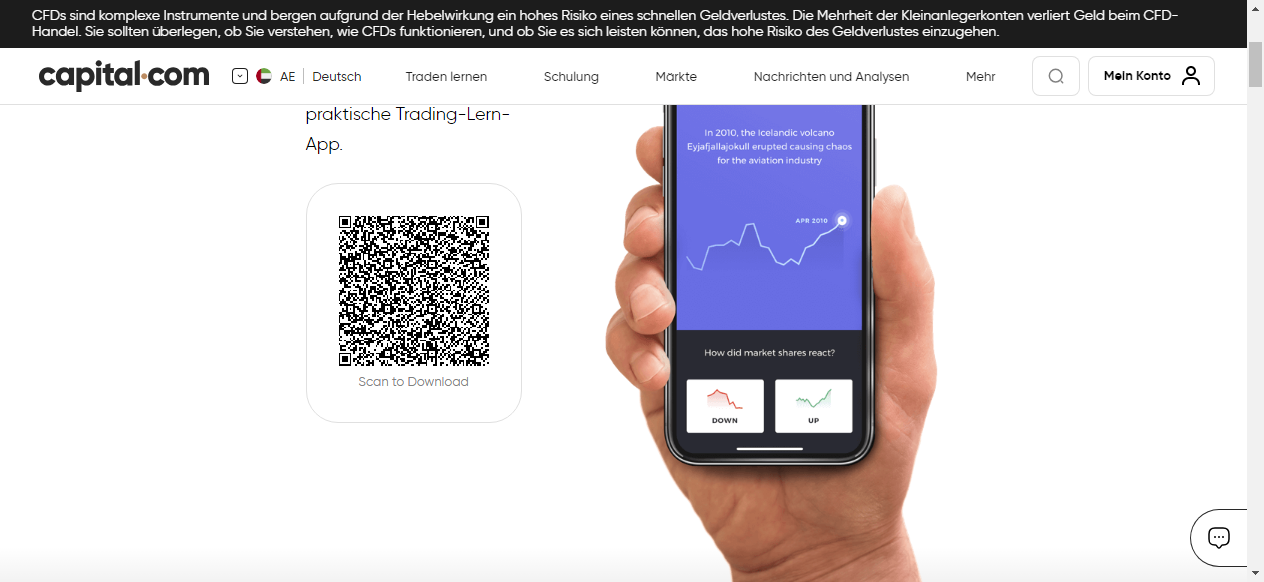 CFDs sind komplexe Instrumente und bergen aufgrund der Hebelwirkung ein hohes Risiko eines schnellen Geldverlustes. Die Mehrheit der Kleinanlegerkonten verliert Geld beim CFD-
Handel. Sie sollten überlegen, ob Sie verstehen, wie CFDs funktionieren, und ob Sie es sich leisten können, das hohe Risiko des Geldverlustes einzugehen.
capital.com
AE Deutsch
Traden lernen
Schulung
Märkte
Nachrichten und Analysen
Mehr
Mein Konto
praktische Trading-Lern-
App.
Scan to Download
In 2010, the Icelandic volcano
Eyjafjallajokull erupted causing chaos
for the aviation industry
APR 2010
How did market shares react?
DOWN
UP